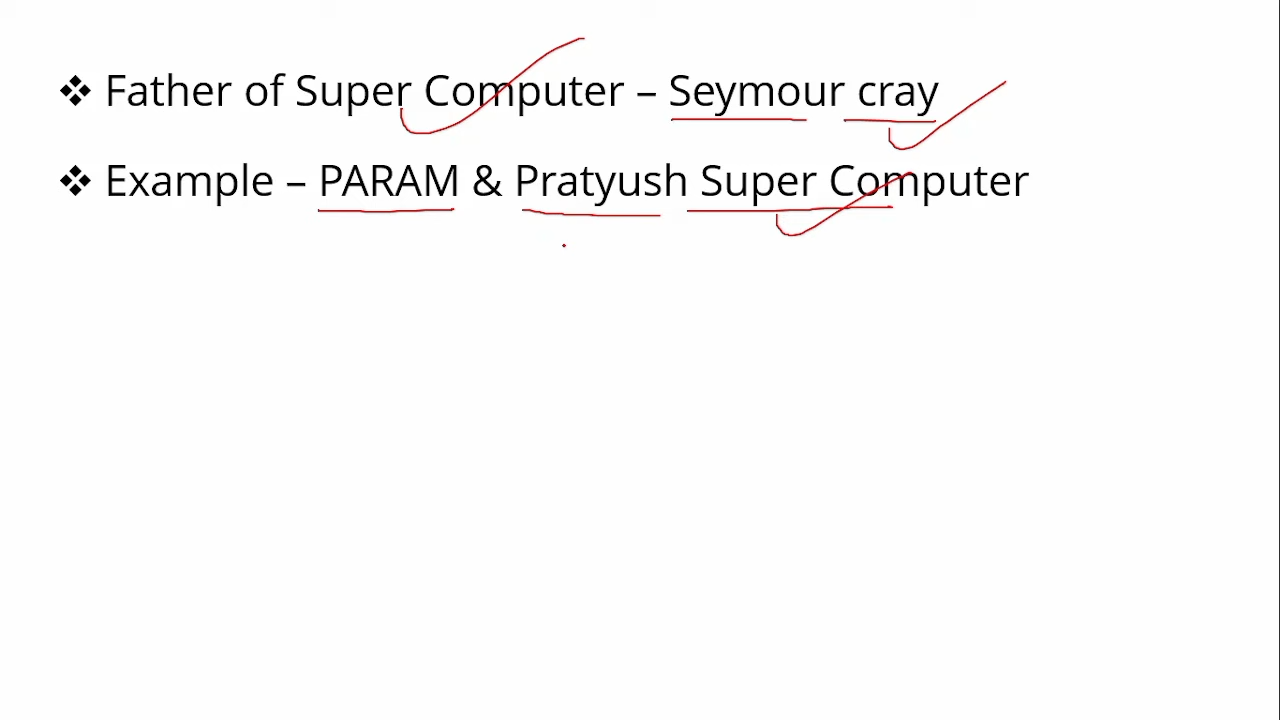 ❖ Father of Super Computer – Seymour cray
❖ Example – PARAM & Pratyush Super Computer